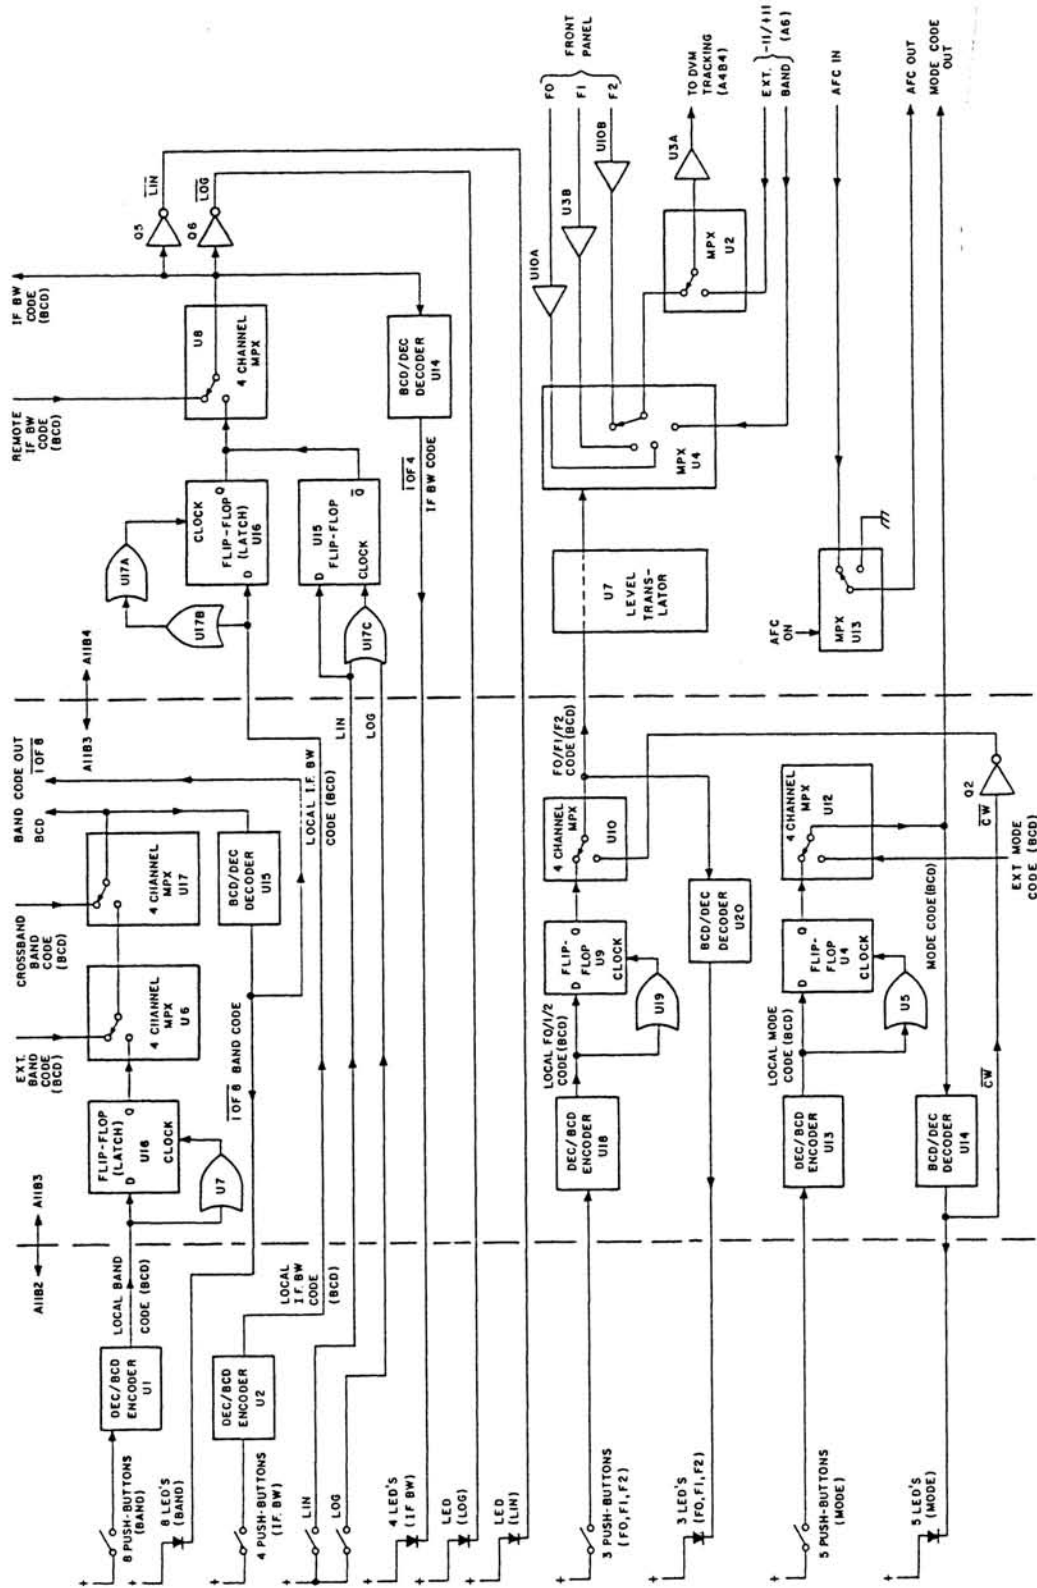 8 PUSH-BUTTONS
(BAND)
8 LED'S
(BAND)
4 PUSH-BUTTONS
(I F. BW)
LIN
LOG
4 LED'S
(IF BW)
LED
(LOG)
LED
(LIN)
3 PUSH-BUTTONS
(F0, F1, F2)
3 LED'S
(F0, F1, F2)
5 PUSH-BUTTONS
(MODE)
5 LED'S
(MODE)
DEC/BCD
ENCODER
U1
LOCAL BAND
CODE (BCD)
DEC/BCD
ENCODER
U2
LOCAL
I F. BW
CODE
(BCD)
A11B2
A11B3
FLIP-FLOP
(LATCH)
U16
D
Q
CLOCK
U7
EXT.
BAND
CODE
(BCD)
4 CHANNEL
MPX
U6
CROSSBAND
BAND
CODE
(BCD)
4 CHANNEL
MPX
U17
BAND CODE OUT
BCD
1 OF 8
BCD/DEC
DECODER
U15
1 OF 8 BAND CODE
LOCAL I.F. BW
CODE (BCD)
LIN
LOG
DEC/BCD
ENCODER
U18
LOCAL F0/1/2
CODE (BCD)
D
Q
FLIP-
FLOP
U9
CLOCK
U19
4 CHANNEL
MPX
U10
F0/F1/F2
CODE (BCD)
BCD/DEC
DECODER
U20
DEC/BCD
ENCODER
U13
LOCAL MODE
CODE (BCD)
D
Q
FLIP-
FLOP
U4
CLOCK
U5
4 CHANNEL
MPX
U12
MODE CODE (BCD)
BCD/DEC
DECODER
U14
CW
CW
Q2
EXT MODE
CODE (BCD)
A11B3
A11B4
U17A
U17B
U17C
CLOCK
FLIP-FLOP
(LATCH)
U16
D
Q
U15
FLIP-FLOP
D
Q
CLOCK
REMOTE
IF BW
CODE
(BCD)
IF BW
CODE
(BCD)
U8
4 CHANNEL
MPX
Q5
LIN
Q6
LOG
BCD/DEC
DECODER
U14
1 OF 4
IF BW CODE
U7
LEVEL
TRANS-
LATOR
MPX
U4
U10A
U3B
U10B
F0
F1
F2
FRONT
PANEL
MPX
U2
U3A
TO DVM
TRACKING
(A4B4)
EXT.
BAND
-11/+11
(A6)
AFC
ON
MPX
U13
AFC IN
AFC OUT
MODE CODE
OUT